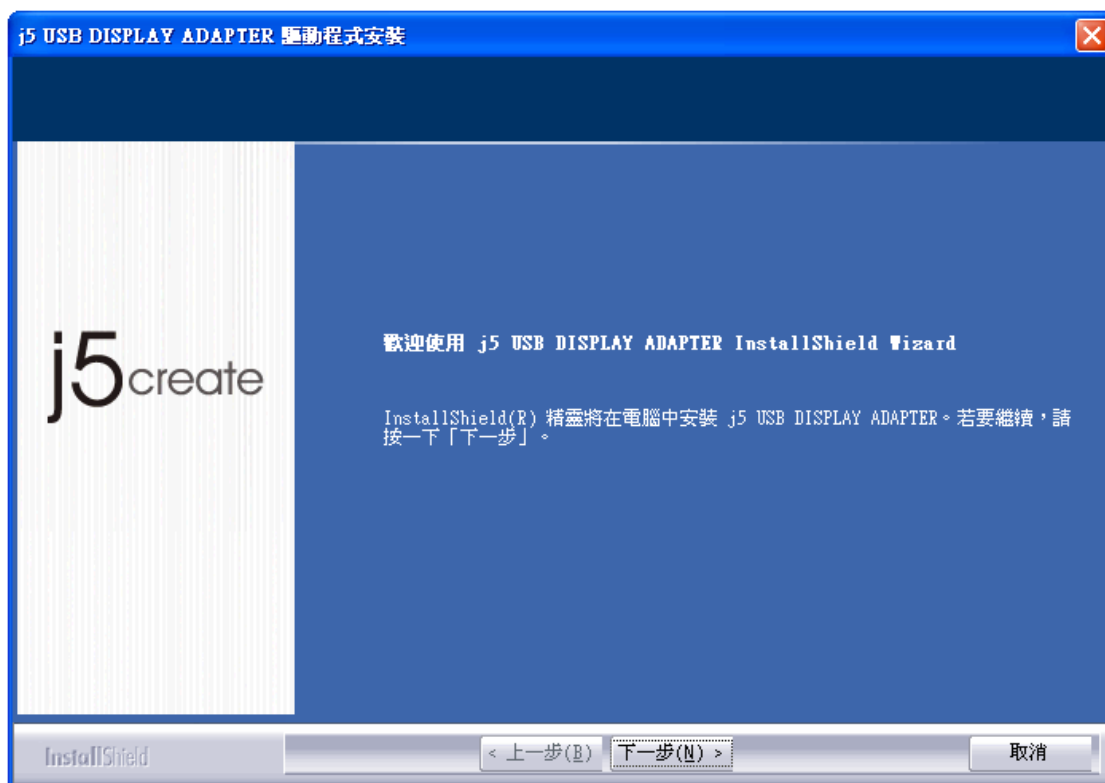 j5 USB DISPLAY ADAPTER 驅動程式安裝
j5create
歡迎使用 j5 USB DISPLAY ADAPTER InstallShield Wizard
InstallShield(R) 精靈將在電腦中安裝 j5 USB DISPLAY ADAPTER。若要繼續，請
按一下「下一步」。
InstallShield
< 上一步(B)
下一步(N) >
取消